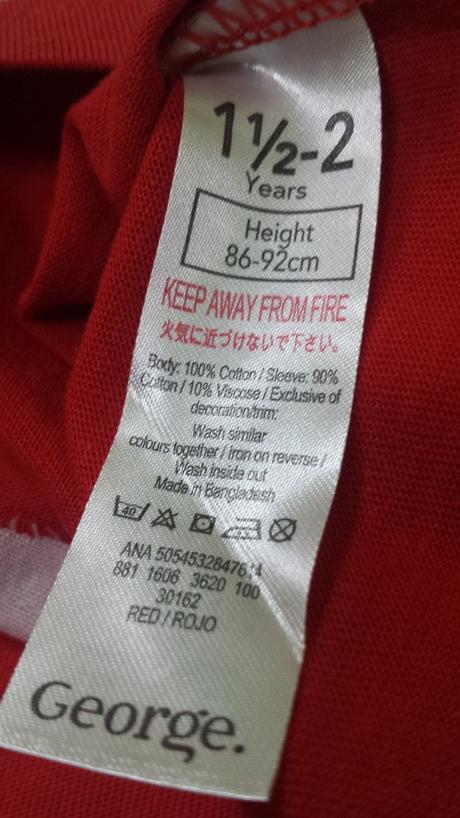 1½-2
Years
Height
86-92cm
KEEP AWAY FROM FIRE
火気に近づけないで下さい。
Body: 100% Cotton / Sleeve: 90%
Cotton / 10% Viscose / Exclusive of
decoration/trim:
Wash similar
colours together / Iron on reverse /
Wash inside out
Made in Bangladesh
40
ANA 5054532847614
881 1606 3620 100
30162
RED / ROJO
George.